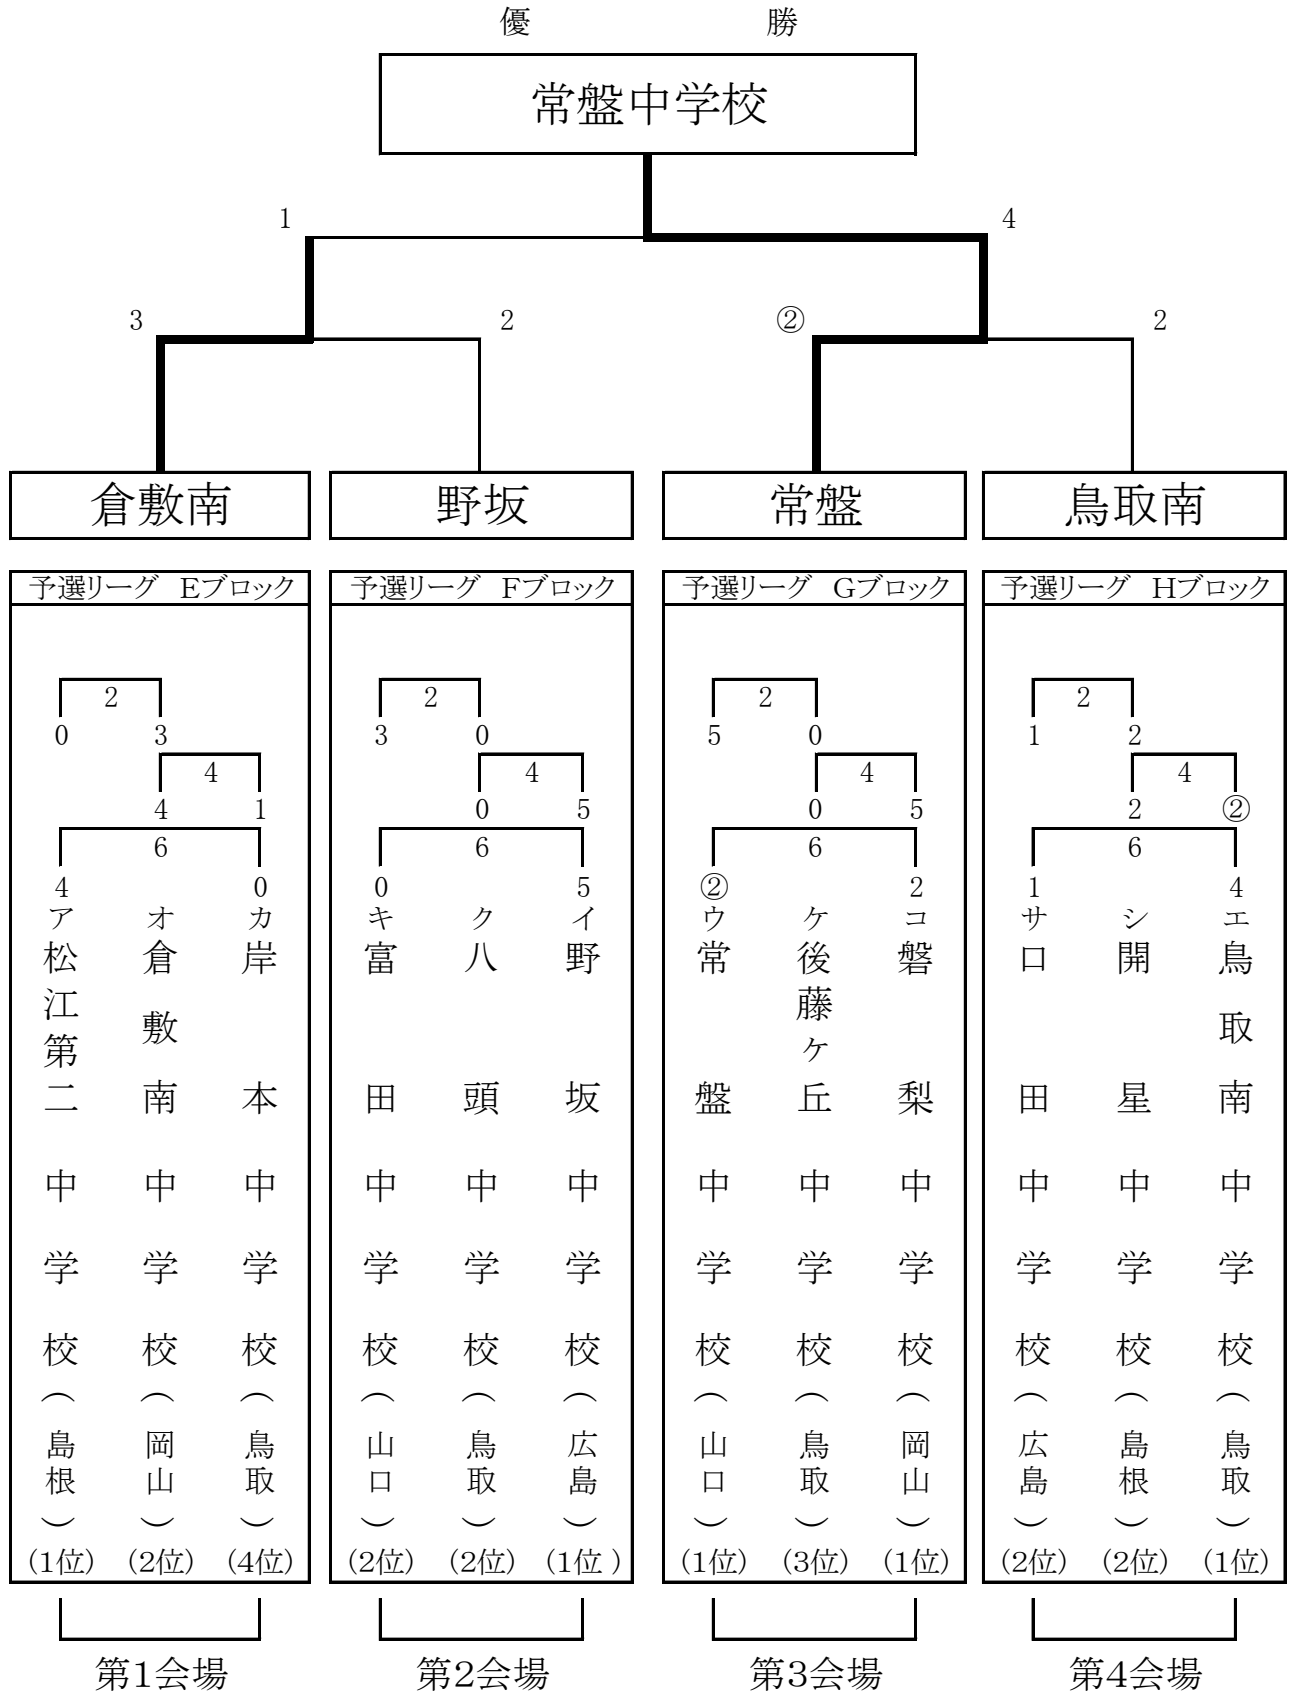 優　勝
常盤中学校
1 4
3 2 ② 2
倉敷南 野坂 常盤 鳥取南
予選リーグ　Eブロック 予選リーグ　Fブロック 予選リーグ　Gブロック 予選リーグ　Hブロック
2 2 2 2
0 3 3 0 5 0 1 2
4 4 4 4
4 1 0 5 0 5 2 ②
6 6 6 6
4 0 0 5 ② 2 1 4
ア 松江第二中学校(島根) (1位)
オ 倉敷南中学校(岡山) (2位)
カ 岸本中学校(鳥取) (4位)
キ 富田中学校(山口) (2位)
ク 八頭中学校(鳥取) (2位)
イ 野坂中学校(広島) (1位 )
ウ 常盤中学校(山口) (1位)
ケ 後藤ケ丘中学校(鳥取) (3位)
コ 磐梨中学校(岡山) (1位)
サ 口田中学校(広島) (2位)
シ 開星中学校(島根) (2位)
エ 鳥取南中学校(鳥取) (1位)
第1会場 第2会場 第3会場 第4会場